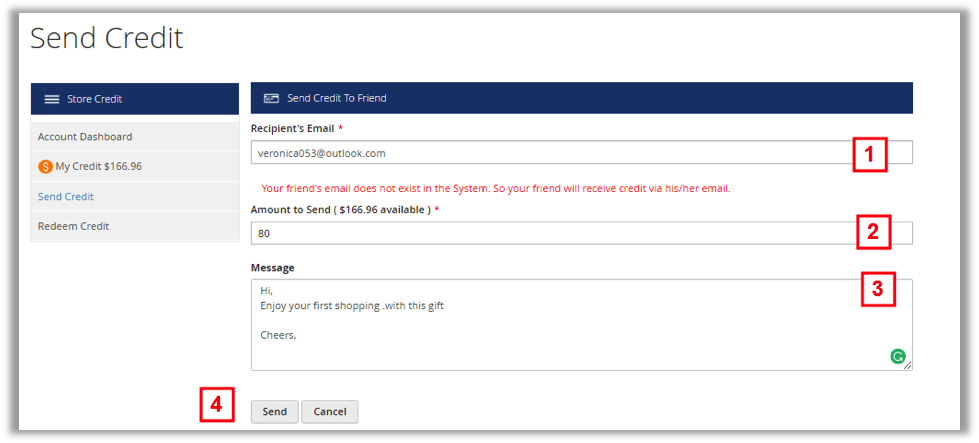 Send Credit
Store Credit
Account Dashboard
$ My Credit $166.96
Send Credit
Redeem Credit
Send Credit To Friend
Recipient's Email *
veronica053@outlook.com
1
Your friend's email does not exist in the System. So your friend will receive credit via his/her email.
Amount to Send ( $166.96 available ) *
80
2
Message
3
Hi,
Enjoy your first shopping .with this gift
Cheers,
4
Send
Cancel